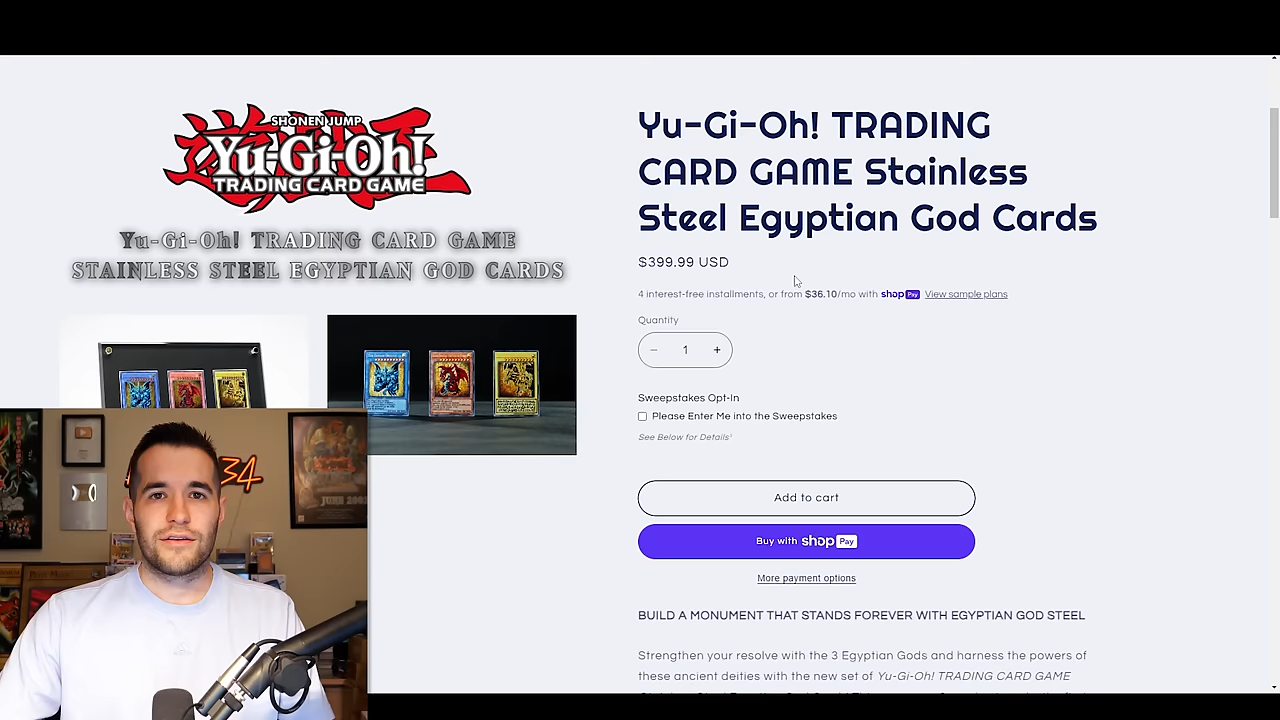 SHONEN JUMP
Yu-Gi-Oh!
TRADING CARD GAME
Yu-Gi-Oh! TRADING CARD GAME
STAINLESS STEEL EGYPTIAN GOD CARDS
Yu-Gi-Oh! TRADING
CARD GAME Stainless
Steel Egyptian God Cards
$399.99 USD
4 interest-free installments, or from $36.10/mo with shop Pay View sample plans
Quantity
− 1 +
Sweepstakes Opt-In
Please Enter Me into the Sweepstakes
See Below for Details¹
Add to cart
Buy with shop Pay
More payment options
BUILD A MONUMENT THAT STANDS FOREVER WITH EGYPTIAN GOD STEEL
Strengthen your resolve with the 3 Egyptian Gods and harness the powers of
these ancient deities with the new set of Yu-Gi-Oh! TRADING CARD GAME
34
JUNE 2002